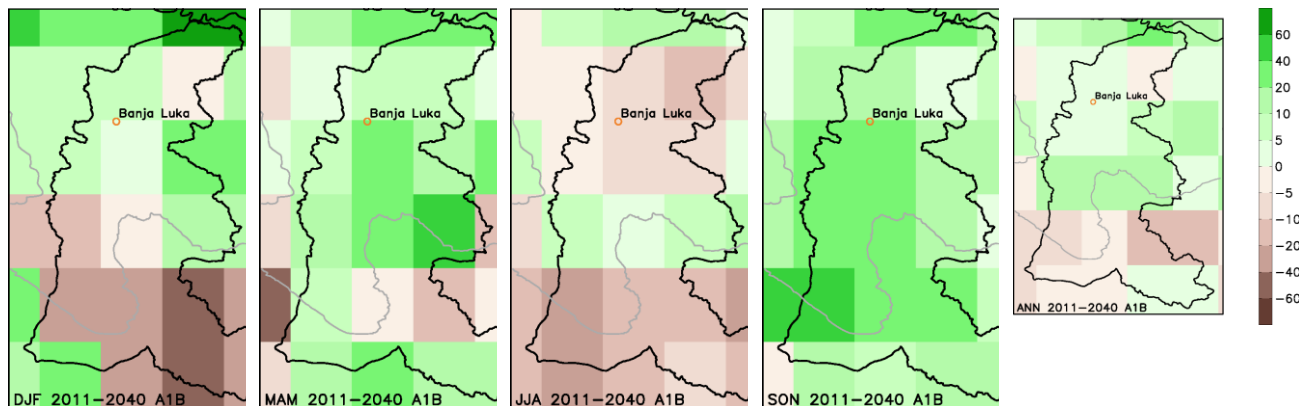 Banja Luka
DJF 2011-2040 A1B
Banja Luka
MAM 2011-2040 A1B
Banja Luka
JJA 2011-2040 A1B
Banja Luka
SON 2011-2040 A1B
Banja Luka
ANN 2011-2040 A1B
60
40
20
10
5
0
-5
-10
-20
-40
-60